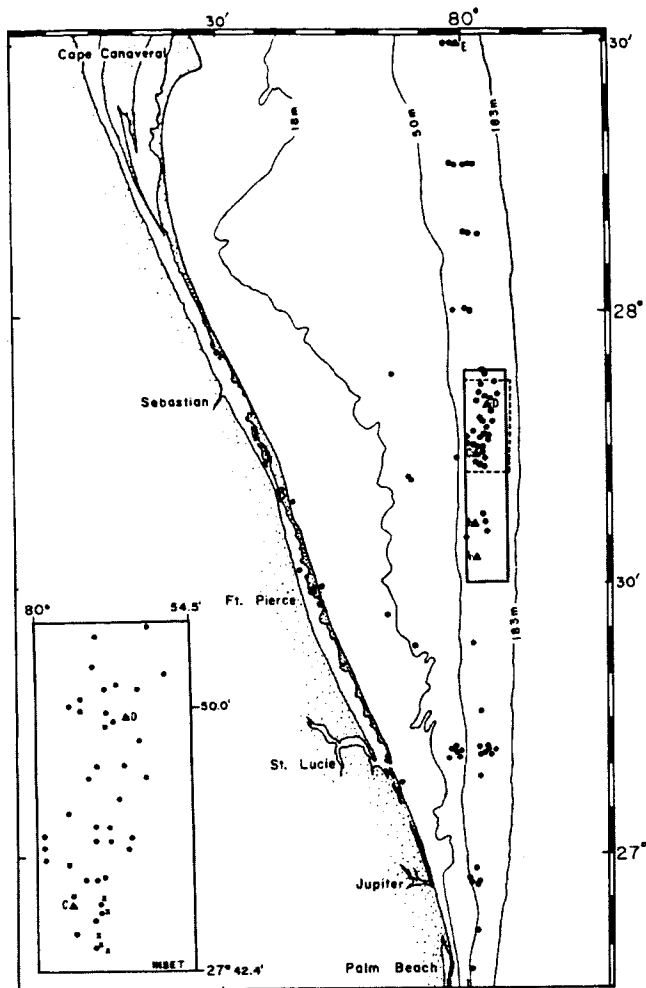 30'
80°
30'
Cape Canaveral
E
18m
50m
183m
28°
D
Sebastian
Ft. Pierce
30'
183m
80°
54.5'
50.0'
D
St. Lucie
27°
C
Jupiter
INSET
27° 42.4'
Palm Beach